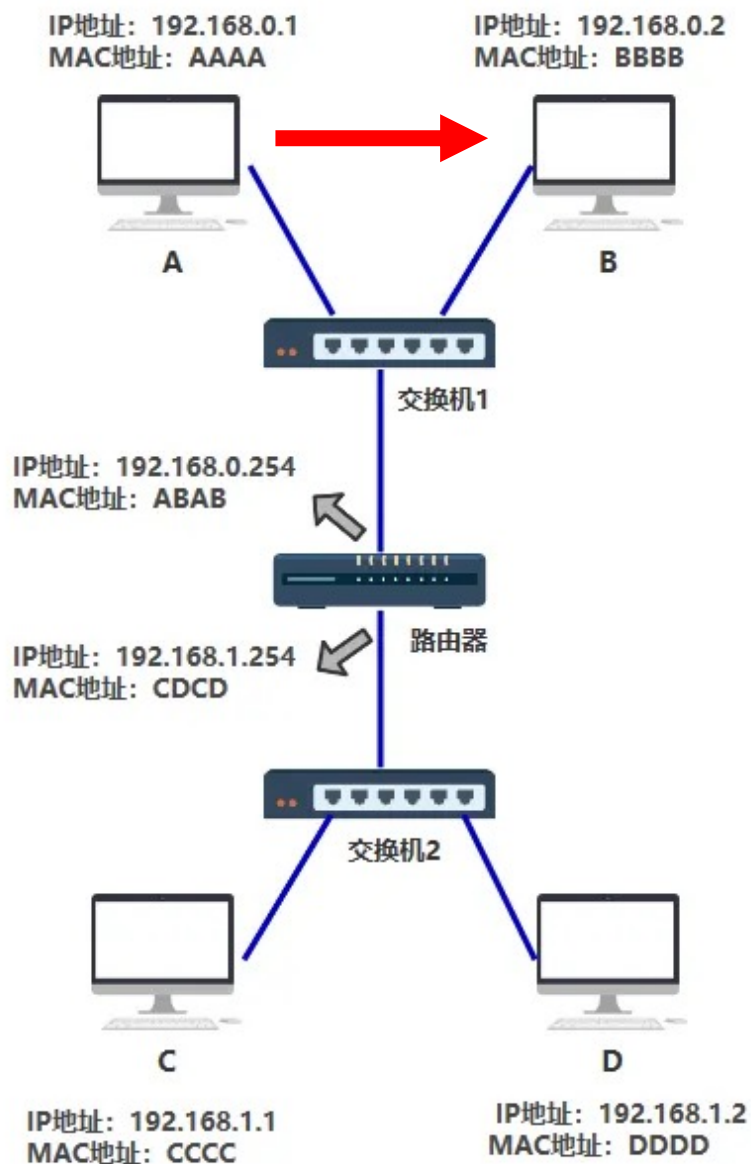 IP地址：192.168.0.1
MAC地址：AAAA
IP地址：192.168.0.2
MAC地址：BBBB
A
B
交换机1
IP地址：192.168.0.254
MAC地址：ABAB
路由器
IP地址：192.168.1.254
MAC地址：CDCD
交换机2
C
D
IP地址：192.168.1.1
MAC地址：CCCC
IP地址：192.168.1.2
MAC地址：DDDD